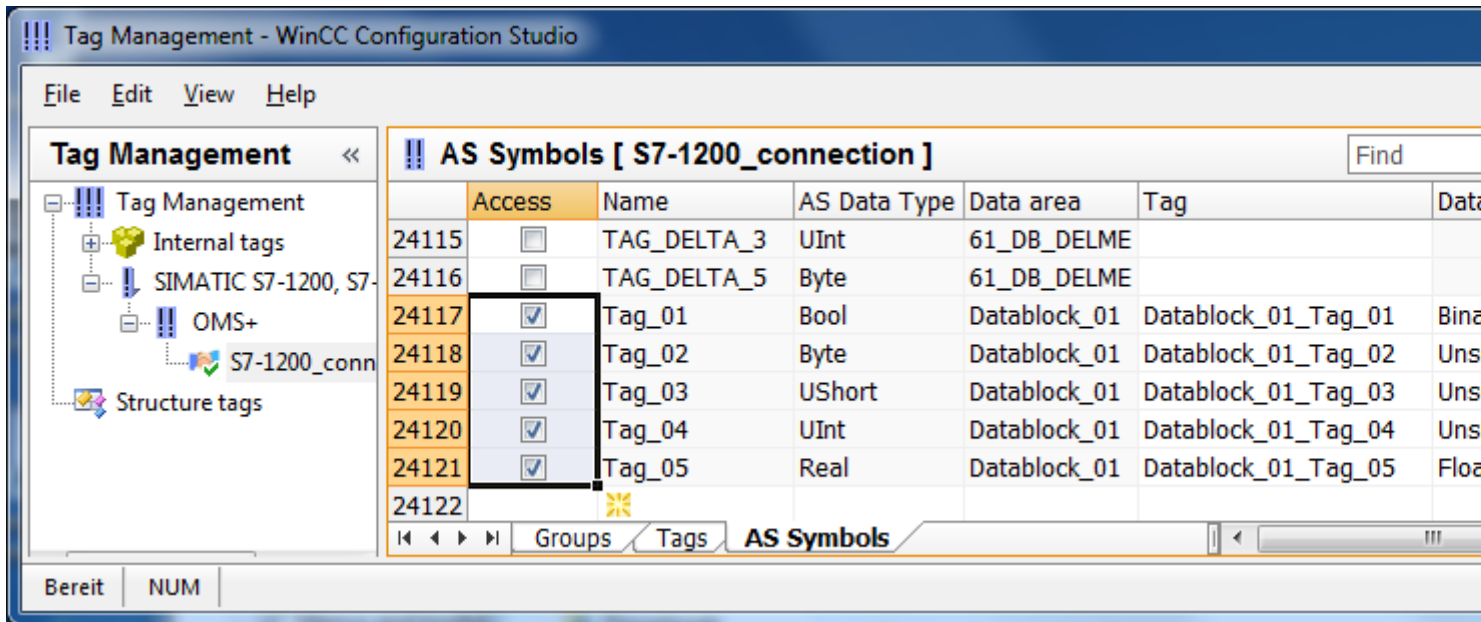 Tag Management - WinCC Configuration Studio
File Edit View Help
Tag Management «
Tag Management
Internal tags
SIMATIC S7-1200, S7-
OMS+
S7-1200_conn
Structure tags
AS Symbols [ S7-1200_connection ] Find
Access Name AS Data Type Data area Tag Data
24115 TAG_DELTA_3 UInt 61_DB_DELME
24116 TAG_DELTA_5 Byte 61_DB_DELME
24117 Tag_01 Bool Datablock_01 Datablock_01_Tag_01 Bina
24118 Tag_02 Byte Datablock_01 Datablock_01_Tag_02 Uns
24119 Tag_03 UShort Datablock_01 Datablock_01_Tag_03 Uns
24120 Tag_04 UInt Datablock_01 Datablock_01_Tag_04 Uns
24121 Tag_05 Real Datablock_01 Datablock_01_Tag_05 Floa
24122
Groups Tags AS Symbols
Bereit NUM